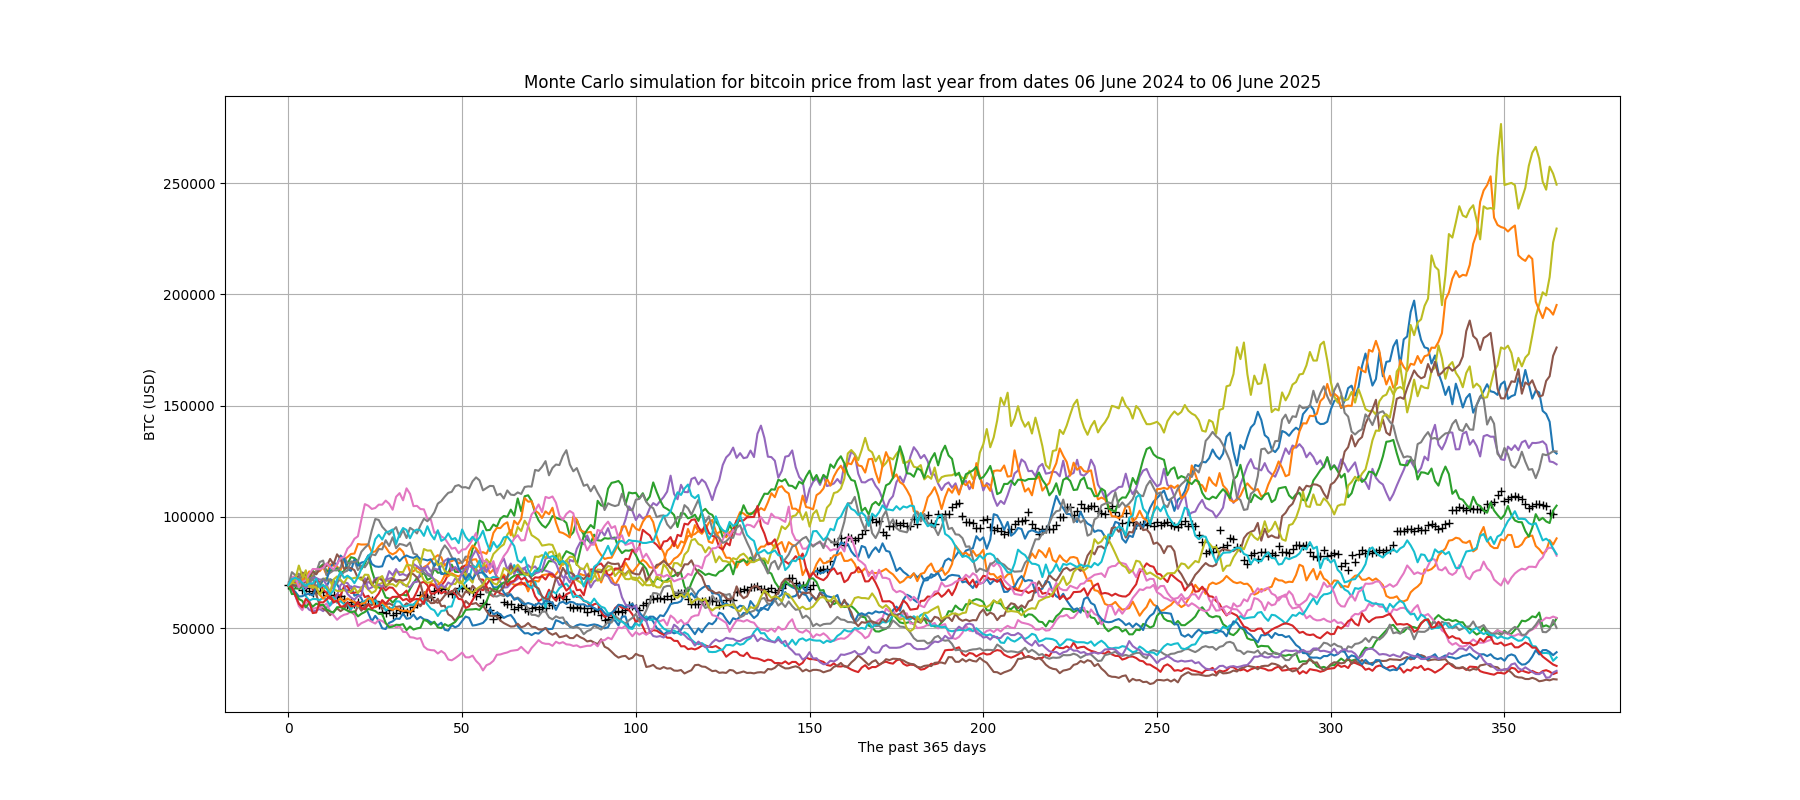 Monte Carlo simulation for bitcoin price from last year from dates 06 June 2024 to 06 June 2025
250000
200000
150000
100000
50000
BTC (USD)
0 50 100 150 200 250 300 350
The past 365 days